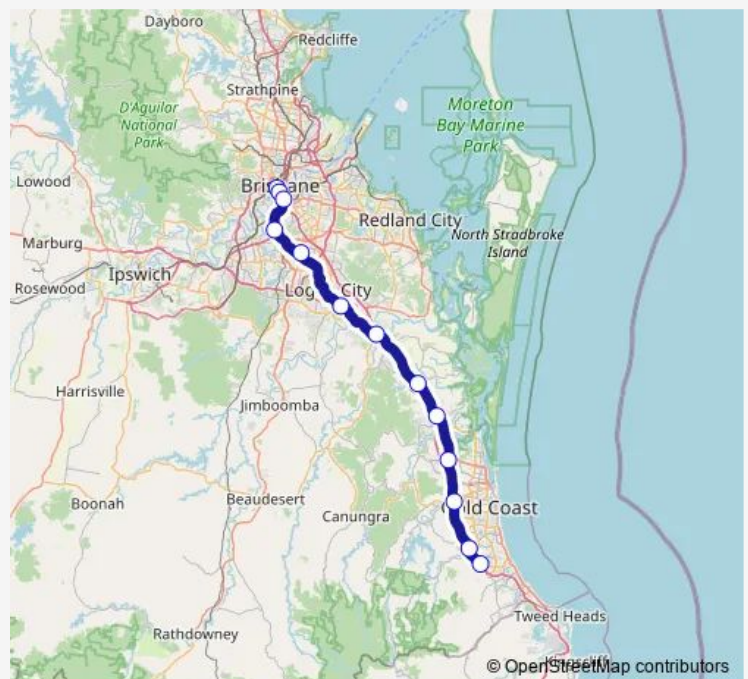 Dayboro
Redcliffe
Strathpine
D'Aguilar
National
Park
Moreton
Bay Marine
Park
Lowood
Brisbane
Redland City
Marburg
North Stradbroke
Island
Ipswich
Rosewood
City
Harrisville
Jimboomba
Boonah
Beaudesert
Canungra
Gold Coast
Rathdowney
Tweed Heads
© OpenStreetMap contributors